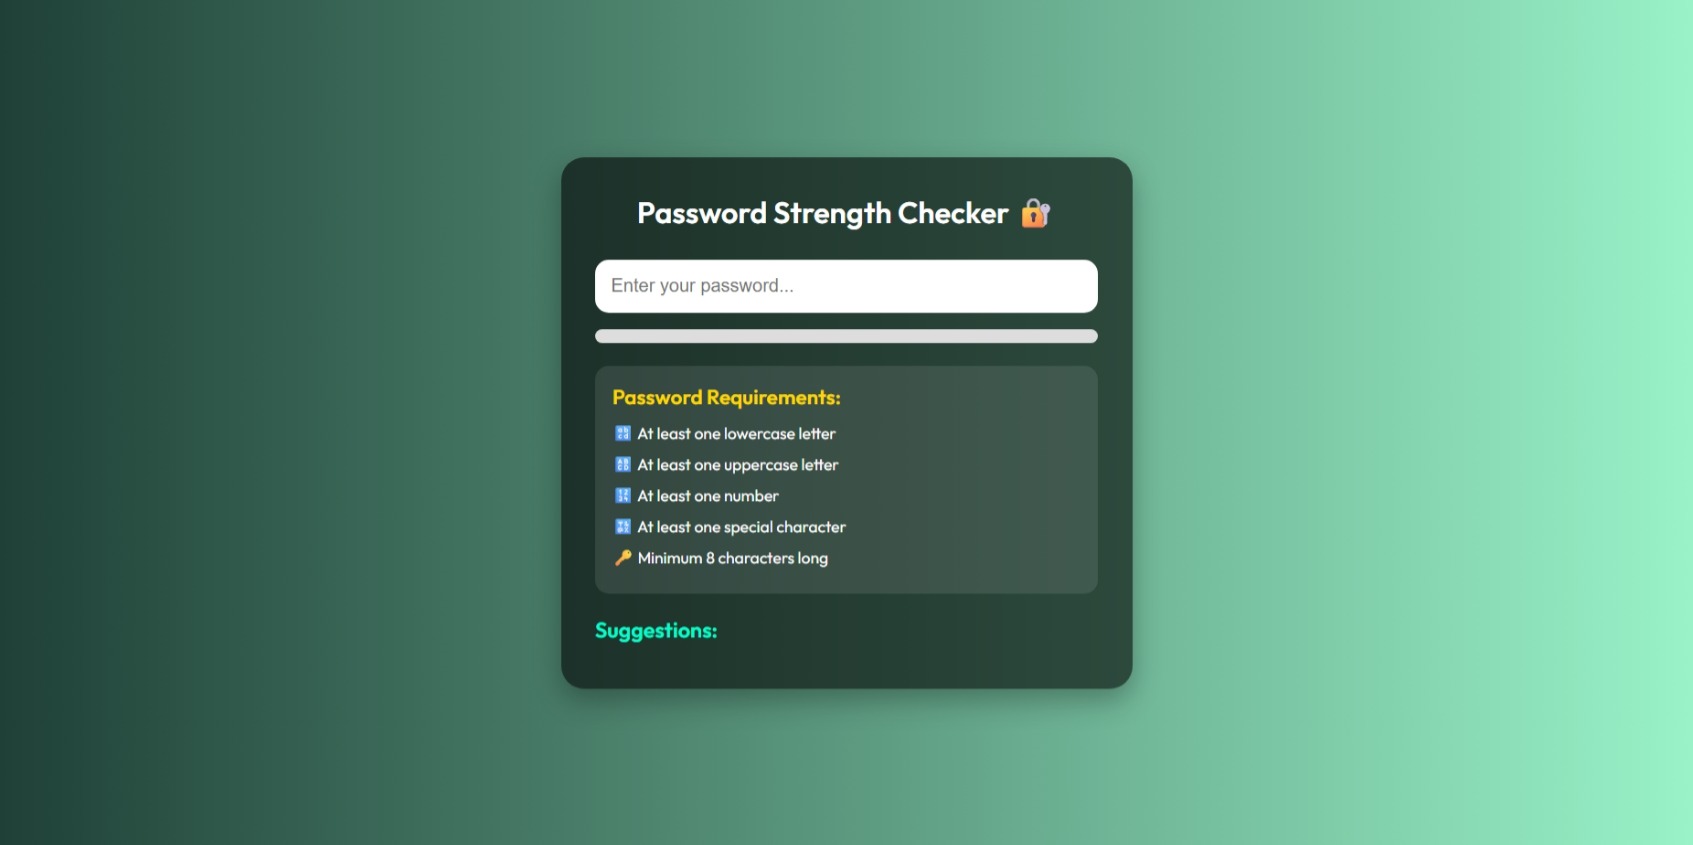 Password Strength Checker 🔐
Enter your password...
Password Requirements:
🔡 At least one lowercase letter
🔠 At least one uppercase letter
🔢 At least one number
🔣 At least one special character
🔑 Minimum 8 characters long
Suggestions: